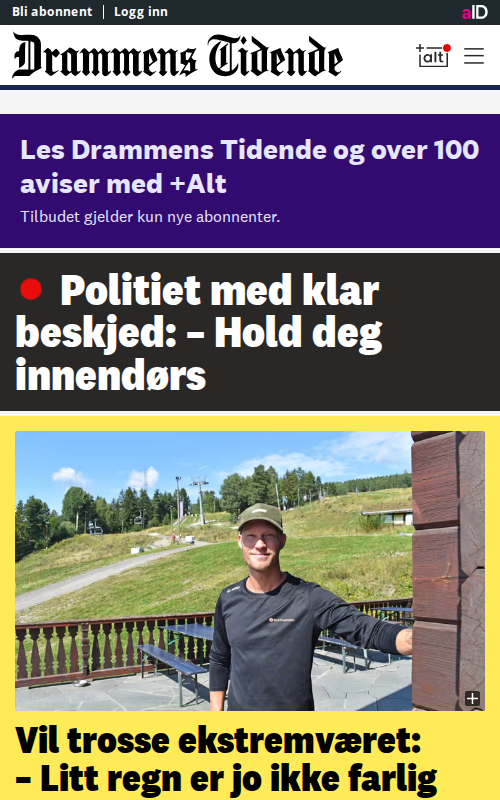 Bli abonnent | Logg inn
aID
Drammens Tidende
+alt
Les Drammens Tidende og over 100
aviser med +Alt
Tilbudet gjelder kun nye abonnenter.
Politiet med klar
beskjed: – Hold deg
innendørs
Vil trosse ekstremværet:
– Litt regn er jo ikke farlig